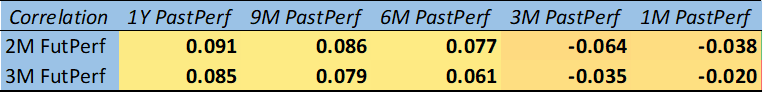 Correlation 1Y PastPerf 9M PastPerf 6M PastPerf 3M PastPerf 1M PastPerf
2M FutPerf 0.091 0.086 0.077 -0.064 -0.038
3M FutPerf 0.085 0.079 0.061 -0.035 -0.020